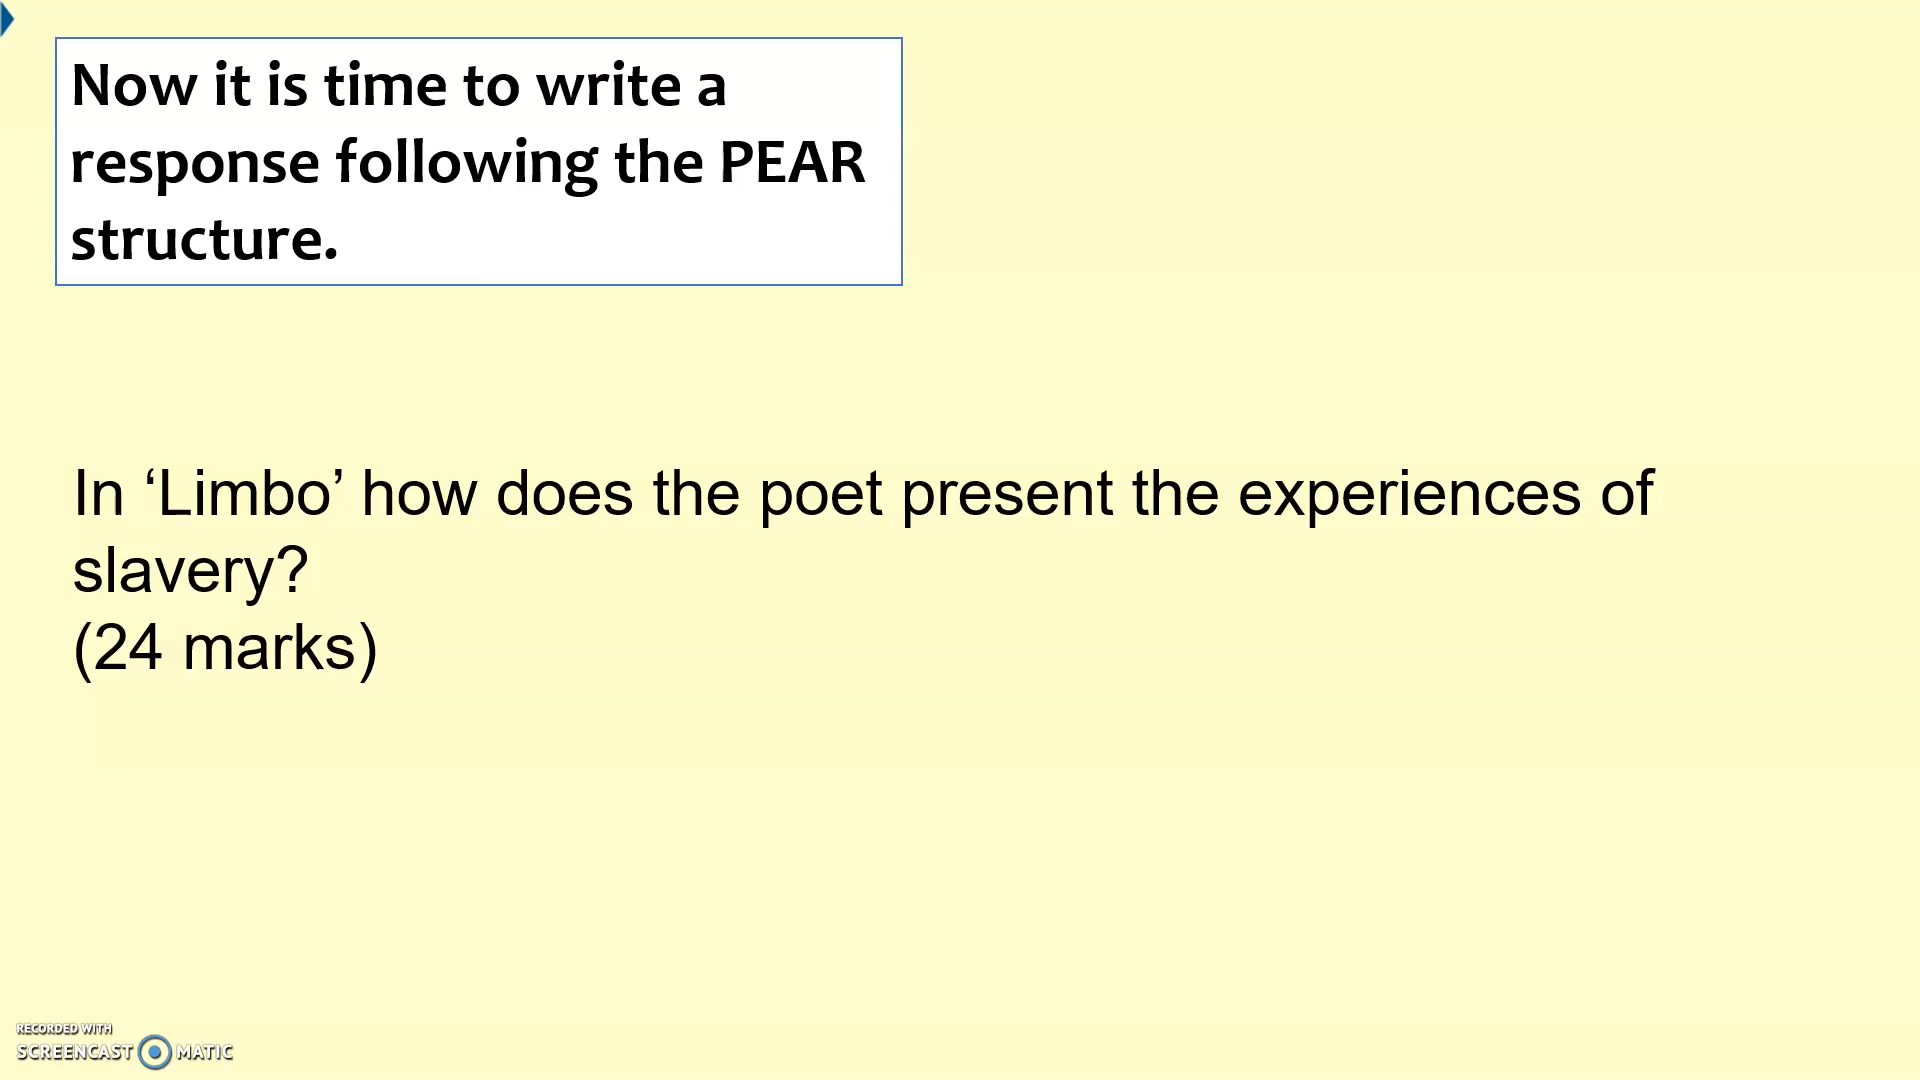 Now it is time to write a
response following the PEAR
structure.
In ‘Limbo’ how does the poet present the experiences of
slavery?
(24 marks)
RECORDED WITH
SCREENCAST MATIC